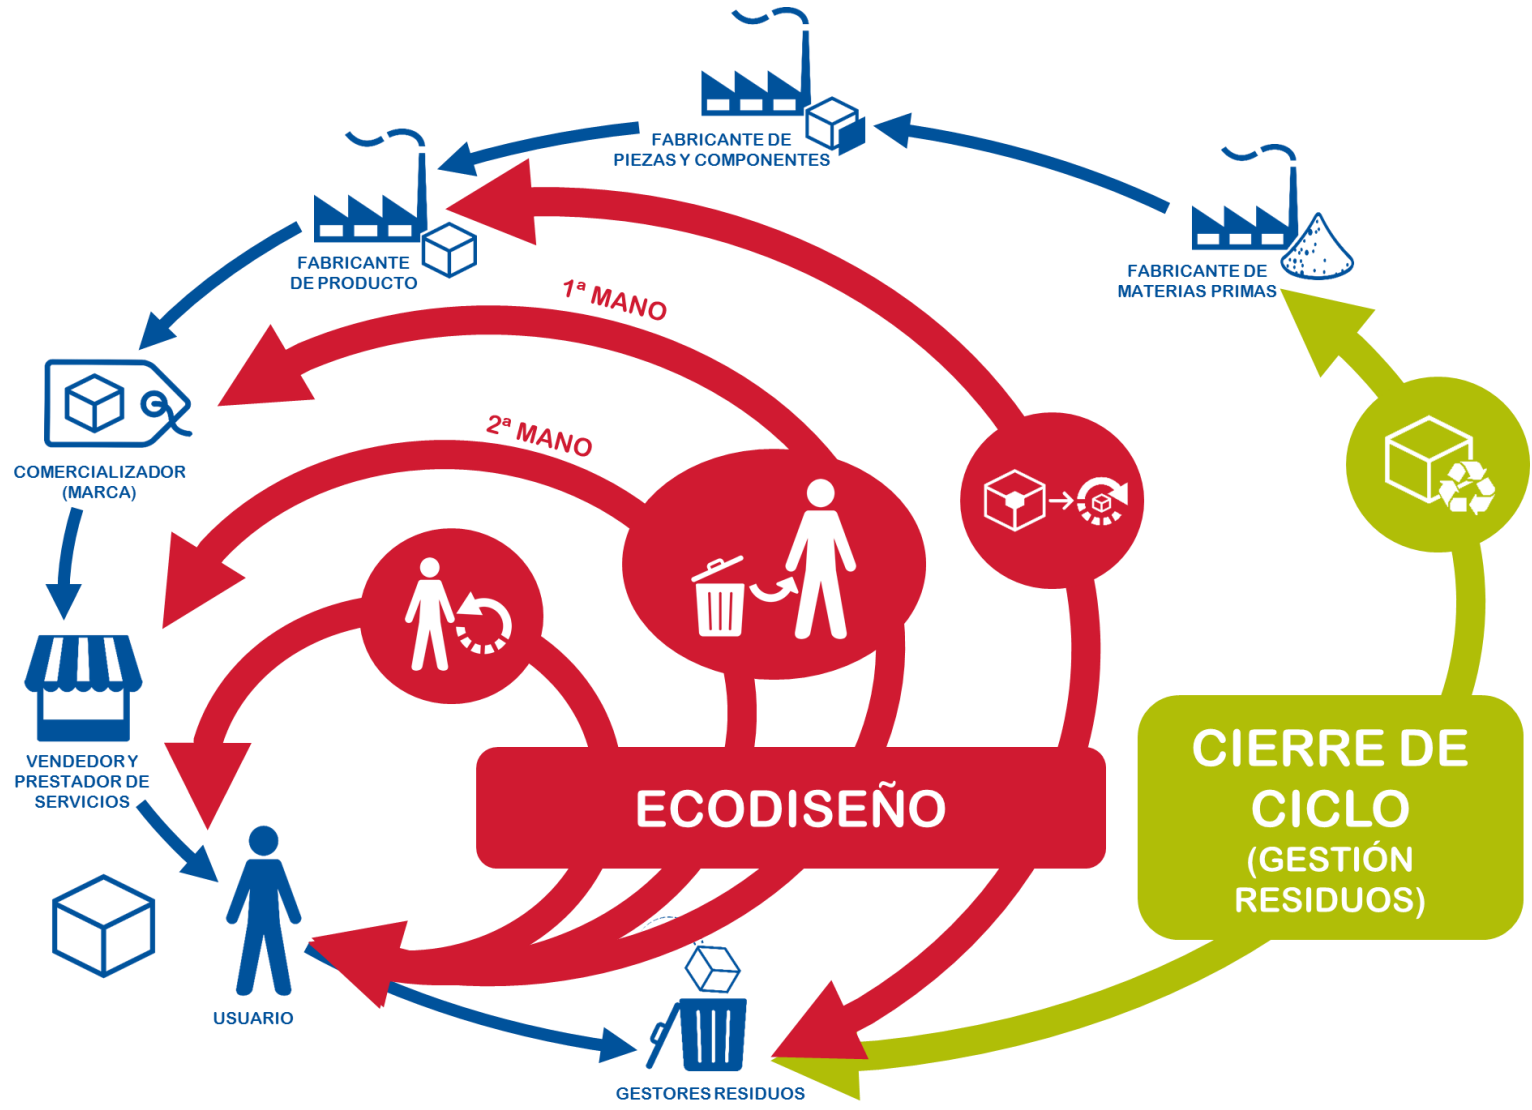 FABRICANTE DE
PIEZAS Y COMPONENTES
FABRICANTE
DE PRODUCTO
FABRICANTE DE
MATERIAS PRIMAS
1ª MANO
2ª MANO
COMERCIALIZADOR
(MARCA)
VENDEDOR Y
PRESTADOR DE
SERVICIOS
ECODISEÑO
CIERRE DE
CICLO
(GESTIÓN
RESIDUOS)
USUARIO
GESTORES RESIDUOS